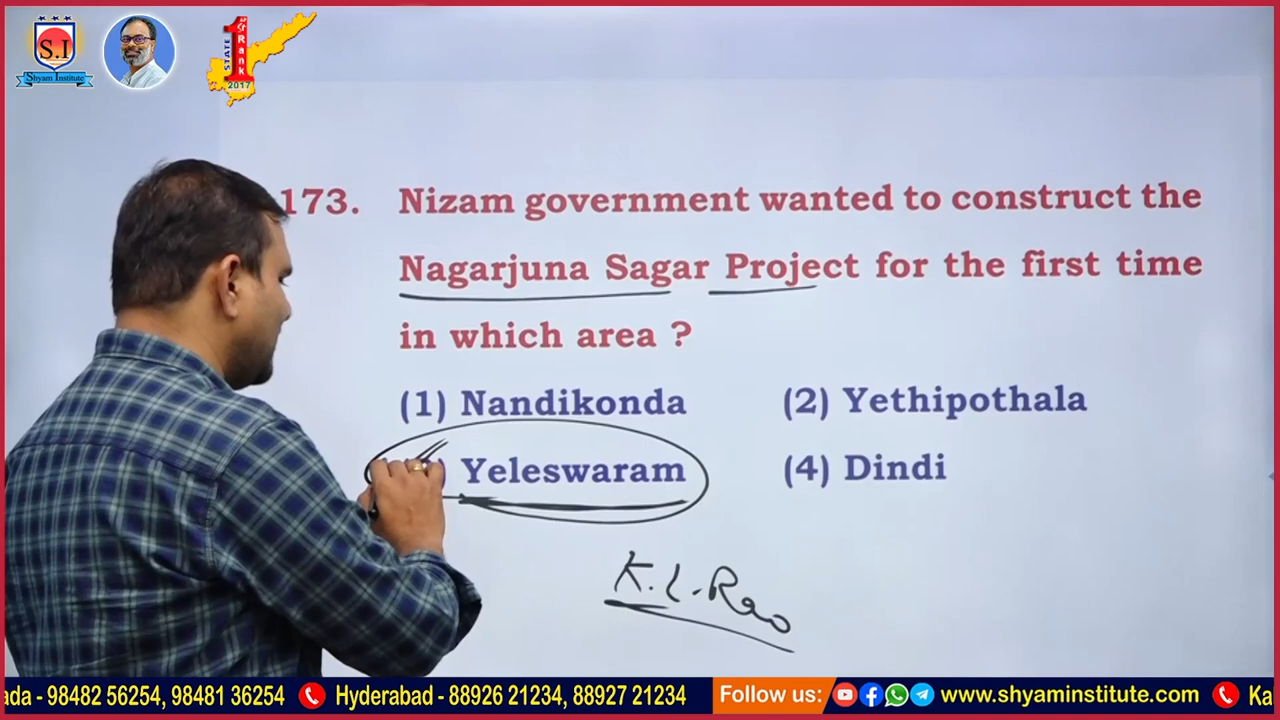 S.I
Shyam Institute
STATE
1
st
Rank
2017
173. Nizam government wanted to construct the
Nagarjuna Sagar Project for the first time
in which area ?
(1) Nandikonda (2) Yethipothala
Yeleswaram (4) Dindi
K.L.Rao
ada - 98482 56254, 98481 36254 Hyderabad - 88926 21234, 88927 21234 Follow us: www.shyaminstitute.com Ka